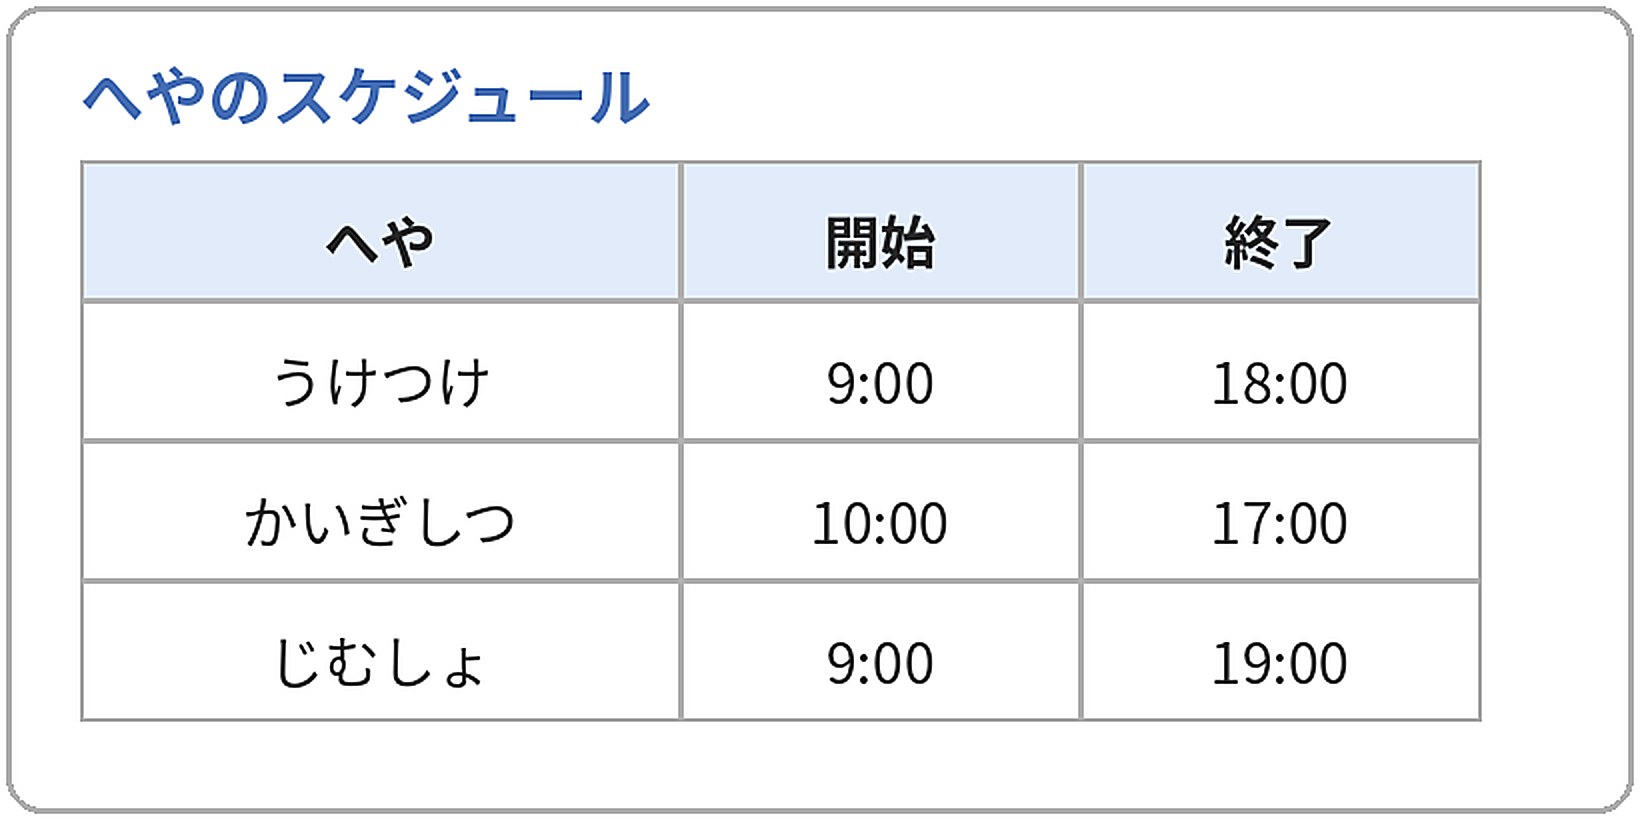 へやのスケジュール
へや 開始 終了
うけつけ 9:00 18:00
かいぎしつ 10:00 17:00
じむしょ 9:00 19:00